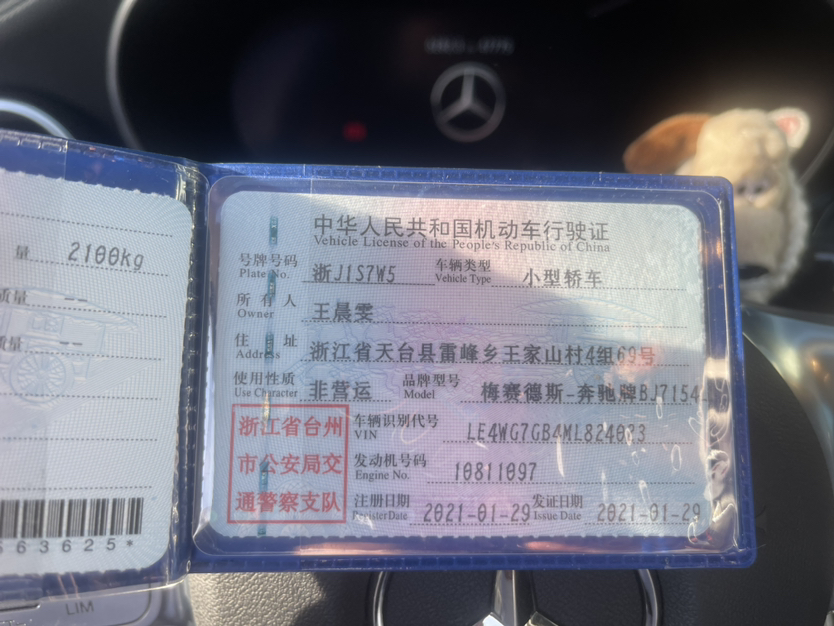 量 2100kg
质量 --
质量 --
63625*
中华人民共和国机动车行驶证
Vehicle License of the People's Republic of China
号牌号码 浙J1S7W5 车辆类型 小型轿车
Plate No. Vehicle Type
所有人 王晨雯
Owner
住址 浙江省天台县雷峰乡王家山村4组69号
Address
使用性质 非营运 品牌型号 梅赛德斯-奔驰牌BJ7154
Use Character Model
浙江省台州
市公安局交
通警察支队
车辆识别代号 LE4WG7GB4ML824023
VIN
发动机号码 10811097
Engine No.
注册日期 2021-01-29 发证日期 2021-01-29
Register Date Issue Date
LIM